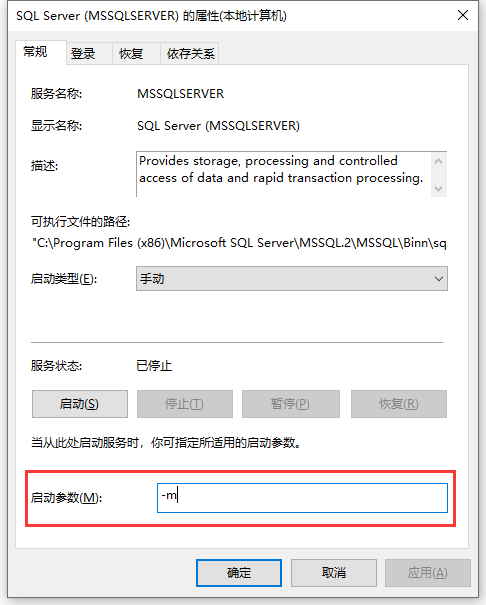 SQL Server (MSSQLSERVER) 的属性(本地计算机)
常规 登录 恢复 依存关系
服务名称: MSSQLSERVER
显示名称: SQL Server (MSSQLSERVER)
描述: Provides storage, processing and controlled
access of data and rapid transaction processing.
可执行文件的路径:
"C:\Program Files (x86)\Microsoft SQL Server\MSSQL.2\MSSQL\Binn\sq
启动类型(E): 手动
服务状态: 已停止
启动(S) 停止(T) 暂停(P) 恢复(R)
当从此处启动服务时，你可指定所适用的启动参数。
启动参数(M): -m
确定 取消 应用(A)